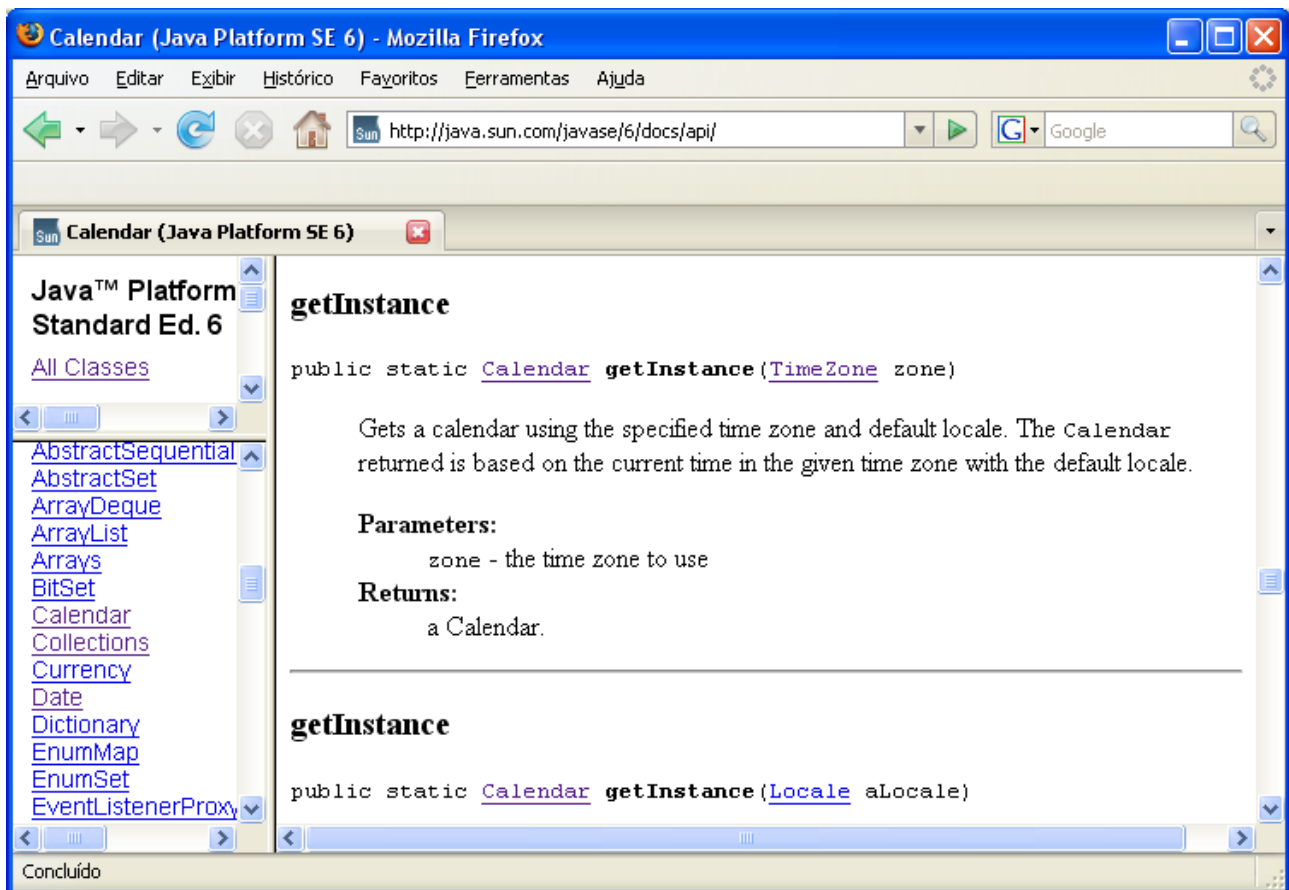 Calendar (Java Platform SE 6) - Mozilla Firefox
Arquivo Editar Exibir Histórico Favoritos Ferramentas Ajuda
Sun http://java.sun.com/javase/6/docs/api/ G Google
Sun Calendar (Java Platform SE 6)
Java™ Platform
Standard Ed. 6
All Classes
AbstractSequential
AbstractSet
ArrayDeque
ArrayList
Arrays
BitSet
Calendar
Collections
Currency
Date
Dictionary
EnumMap
EnumSet
EventListenerProxy
getInstance
public static Calendar getInstance(TimeZone zone)
Gets a calendar using the specified time zone and default locale. The Calendar
returned is based on the current time in the given time zone with the default locale.
Parameters:
zone - the time zone to use
Returns:
a Calendar.
getInstance
public static Calendar getInstance(Locale aLocale)
Concluído